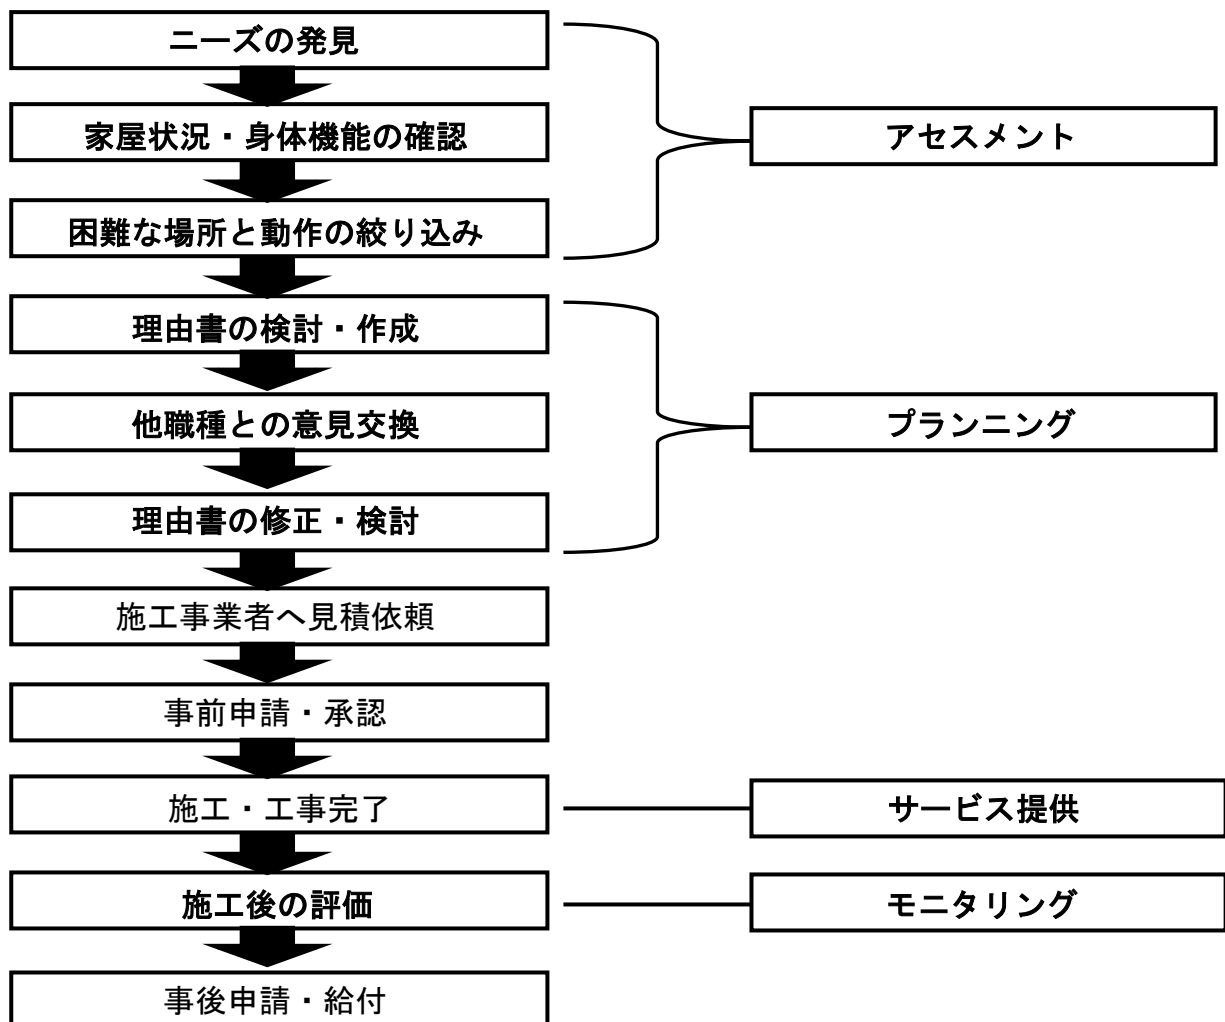 ニーズの発見
家屋状況・身体機能の確認
困難な場所と動作の絞り込み
アセスメント
理由書の検討・作成
他職種との意見交換
理由書の修正・検討
プランニング
施工事業者へ見積依頼
事前申請・承認
施工・工事完了
サービス提供
施工後の評価
モニタリング
事後申請・給付